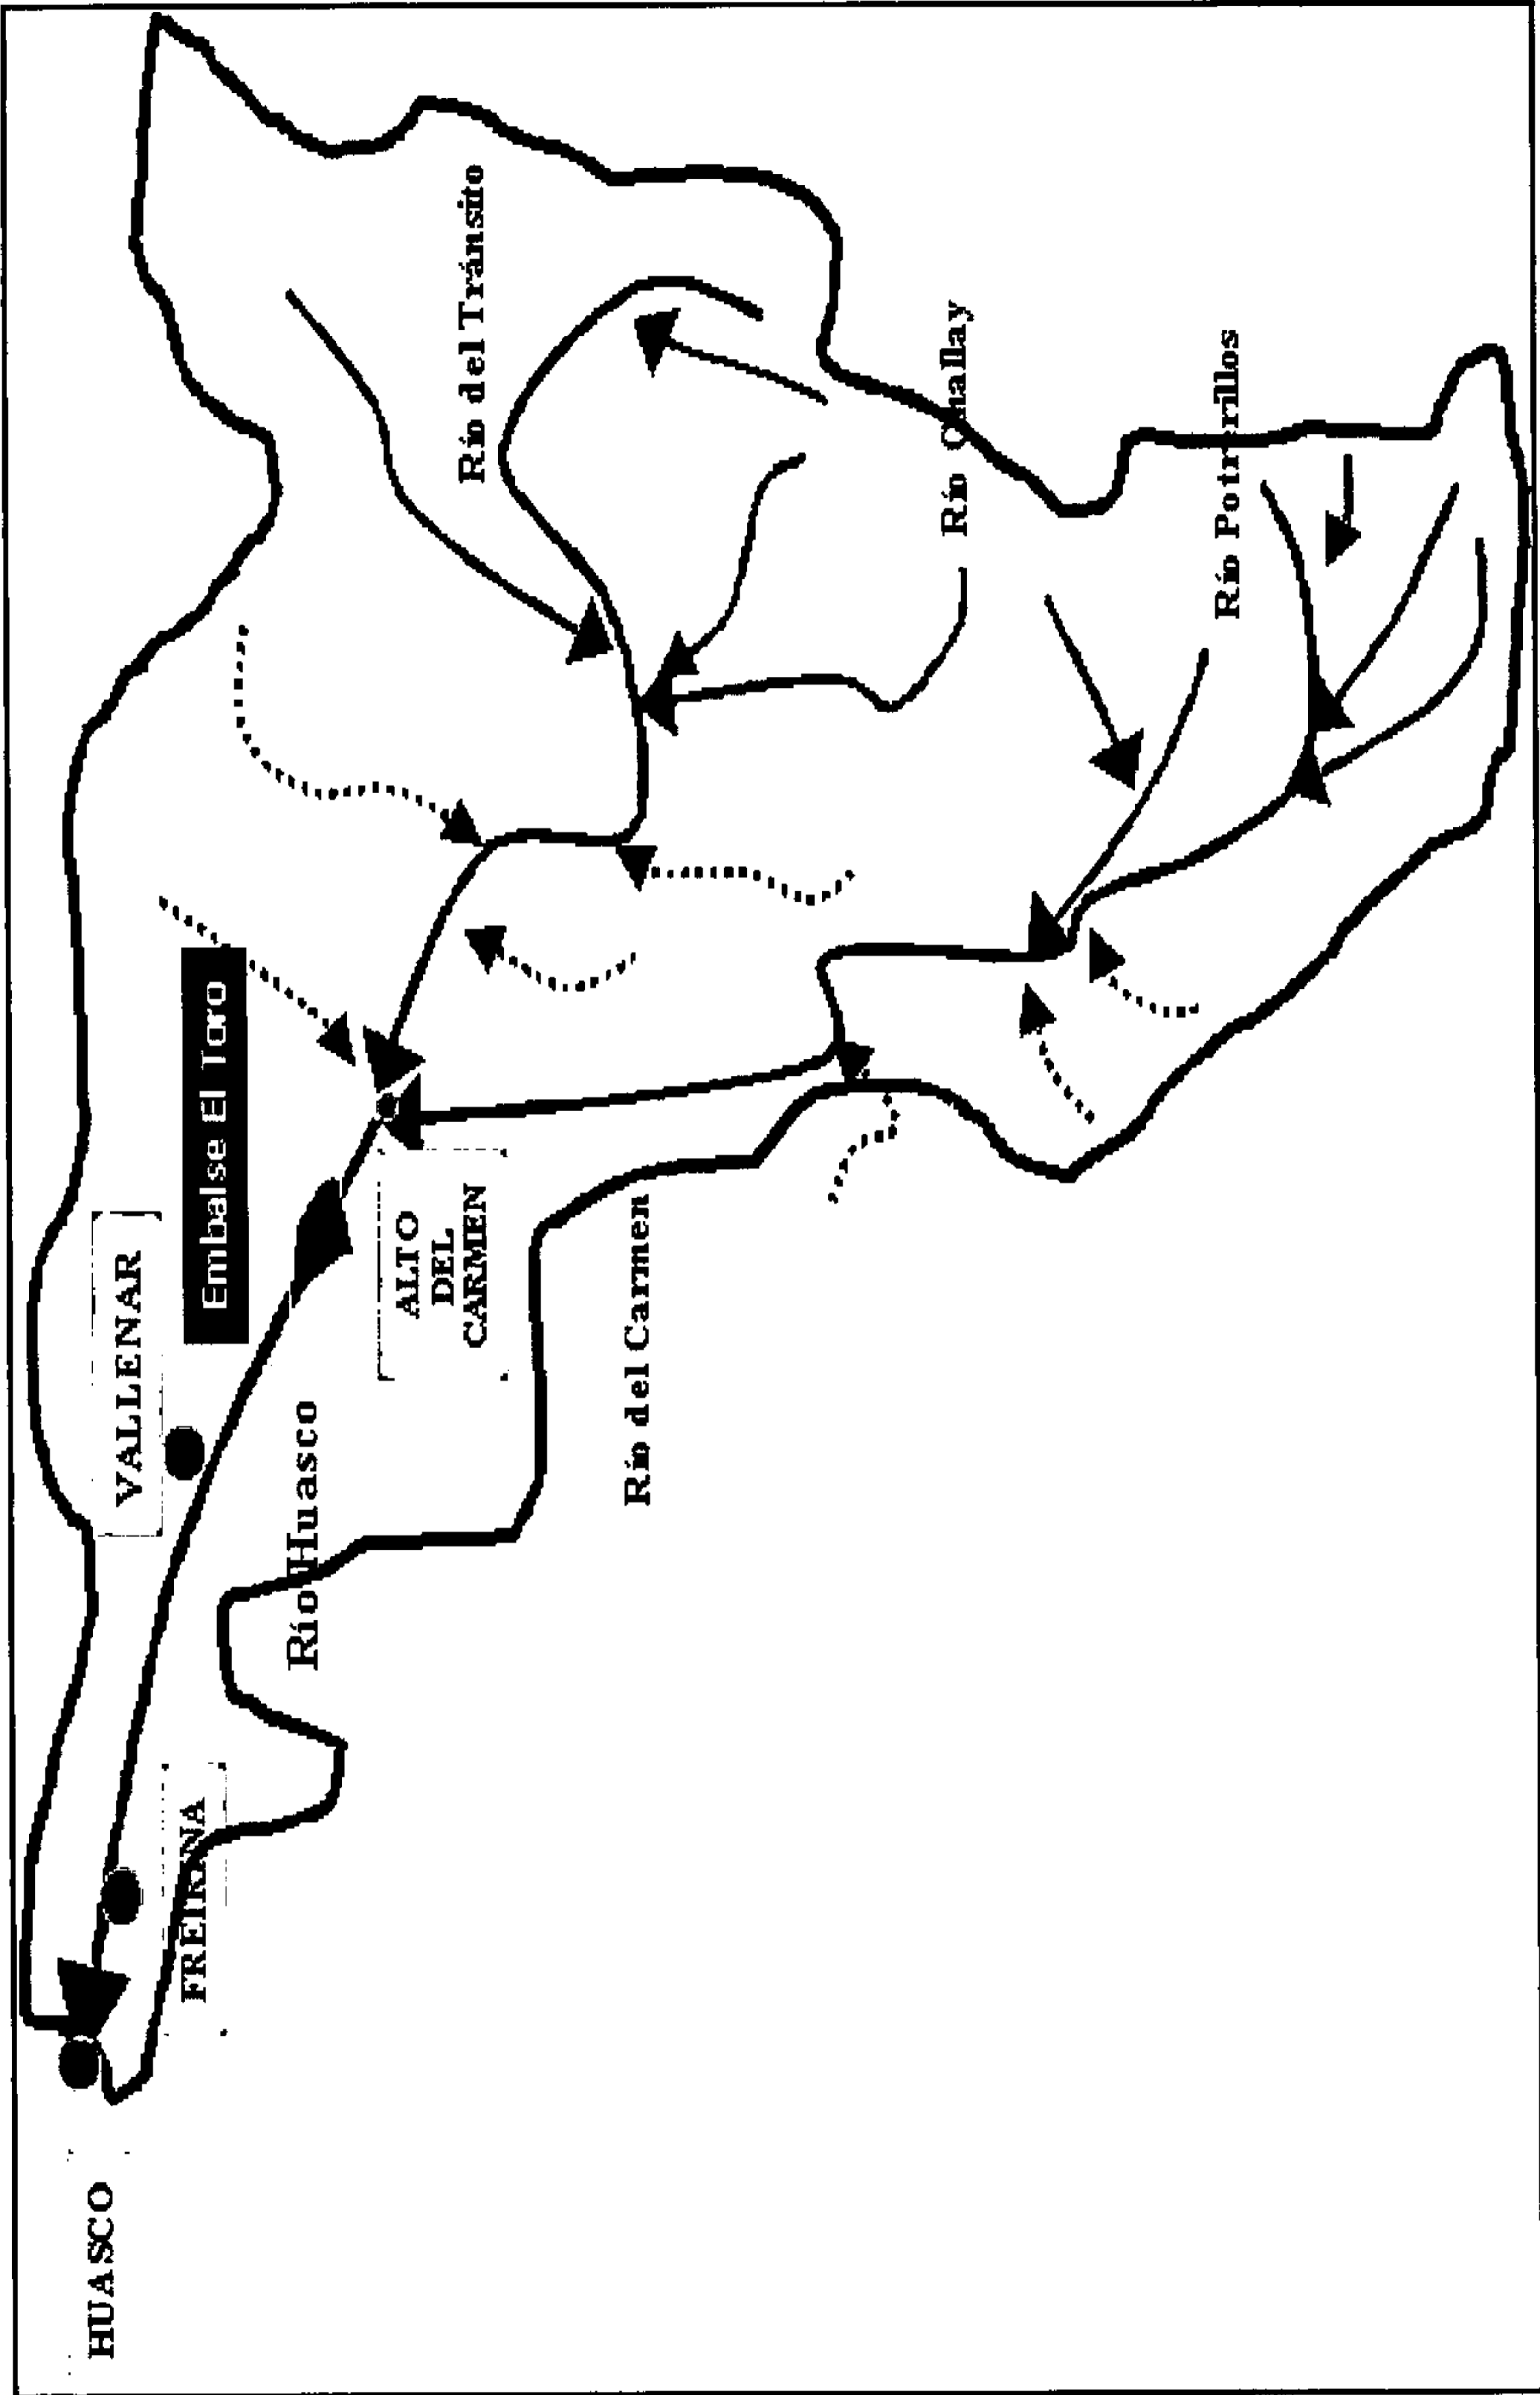 HUASCO
FREIRINA
VALLENAR
Embalse El Toro
Río Huasco
ALTO
DEL
CARMEN
Río del Carmen
Río del Tránsito
Río Chollay
Río Potrerillos